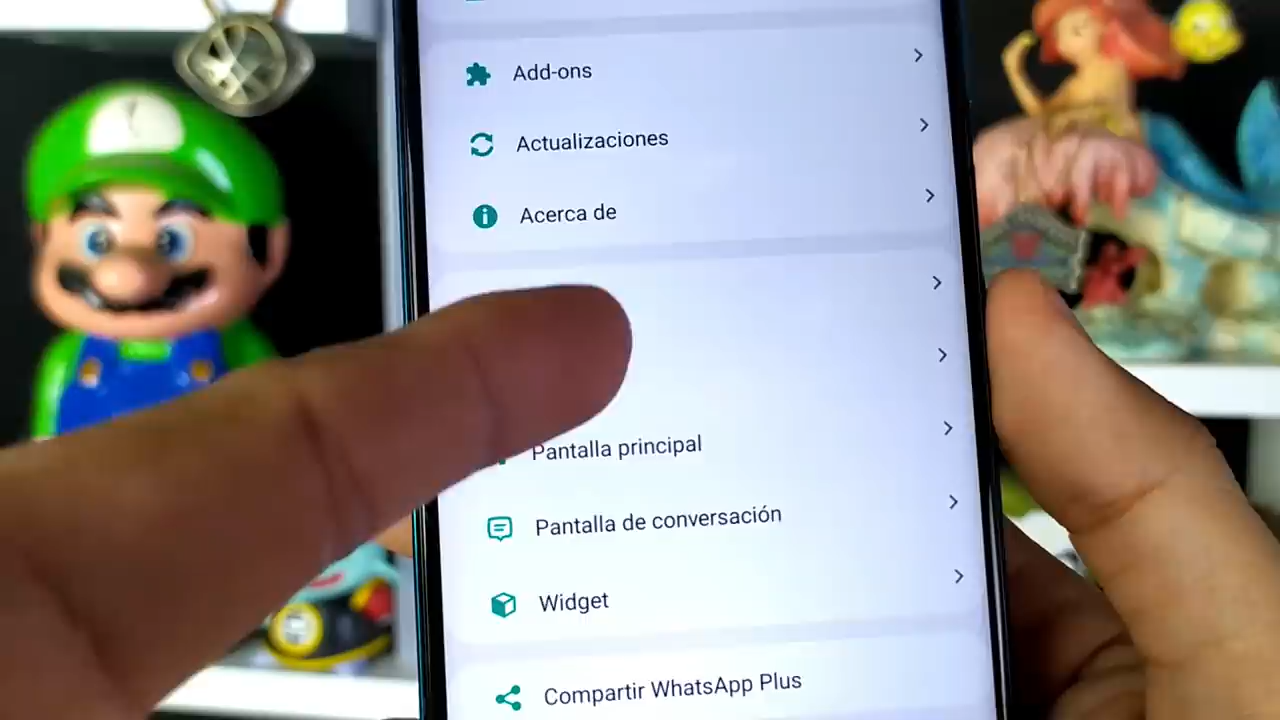 Add-ons
Actualizaciones
Acerca de
Pantalla principal
Pantalla de conversación
Widget
Compartir WhatsApp Plus